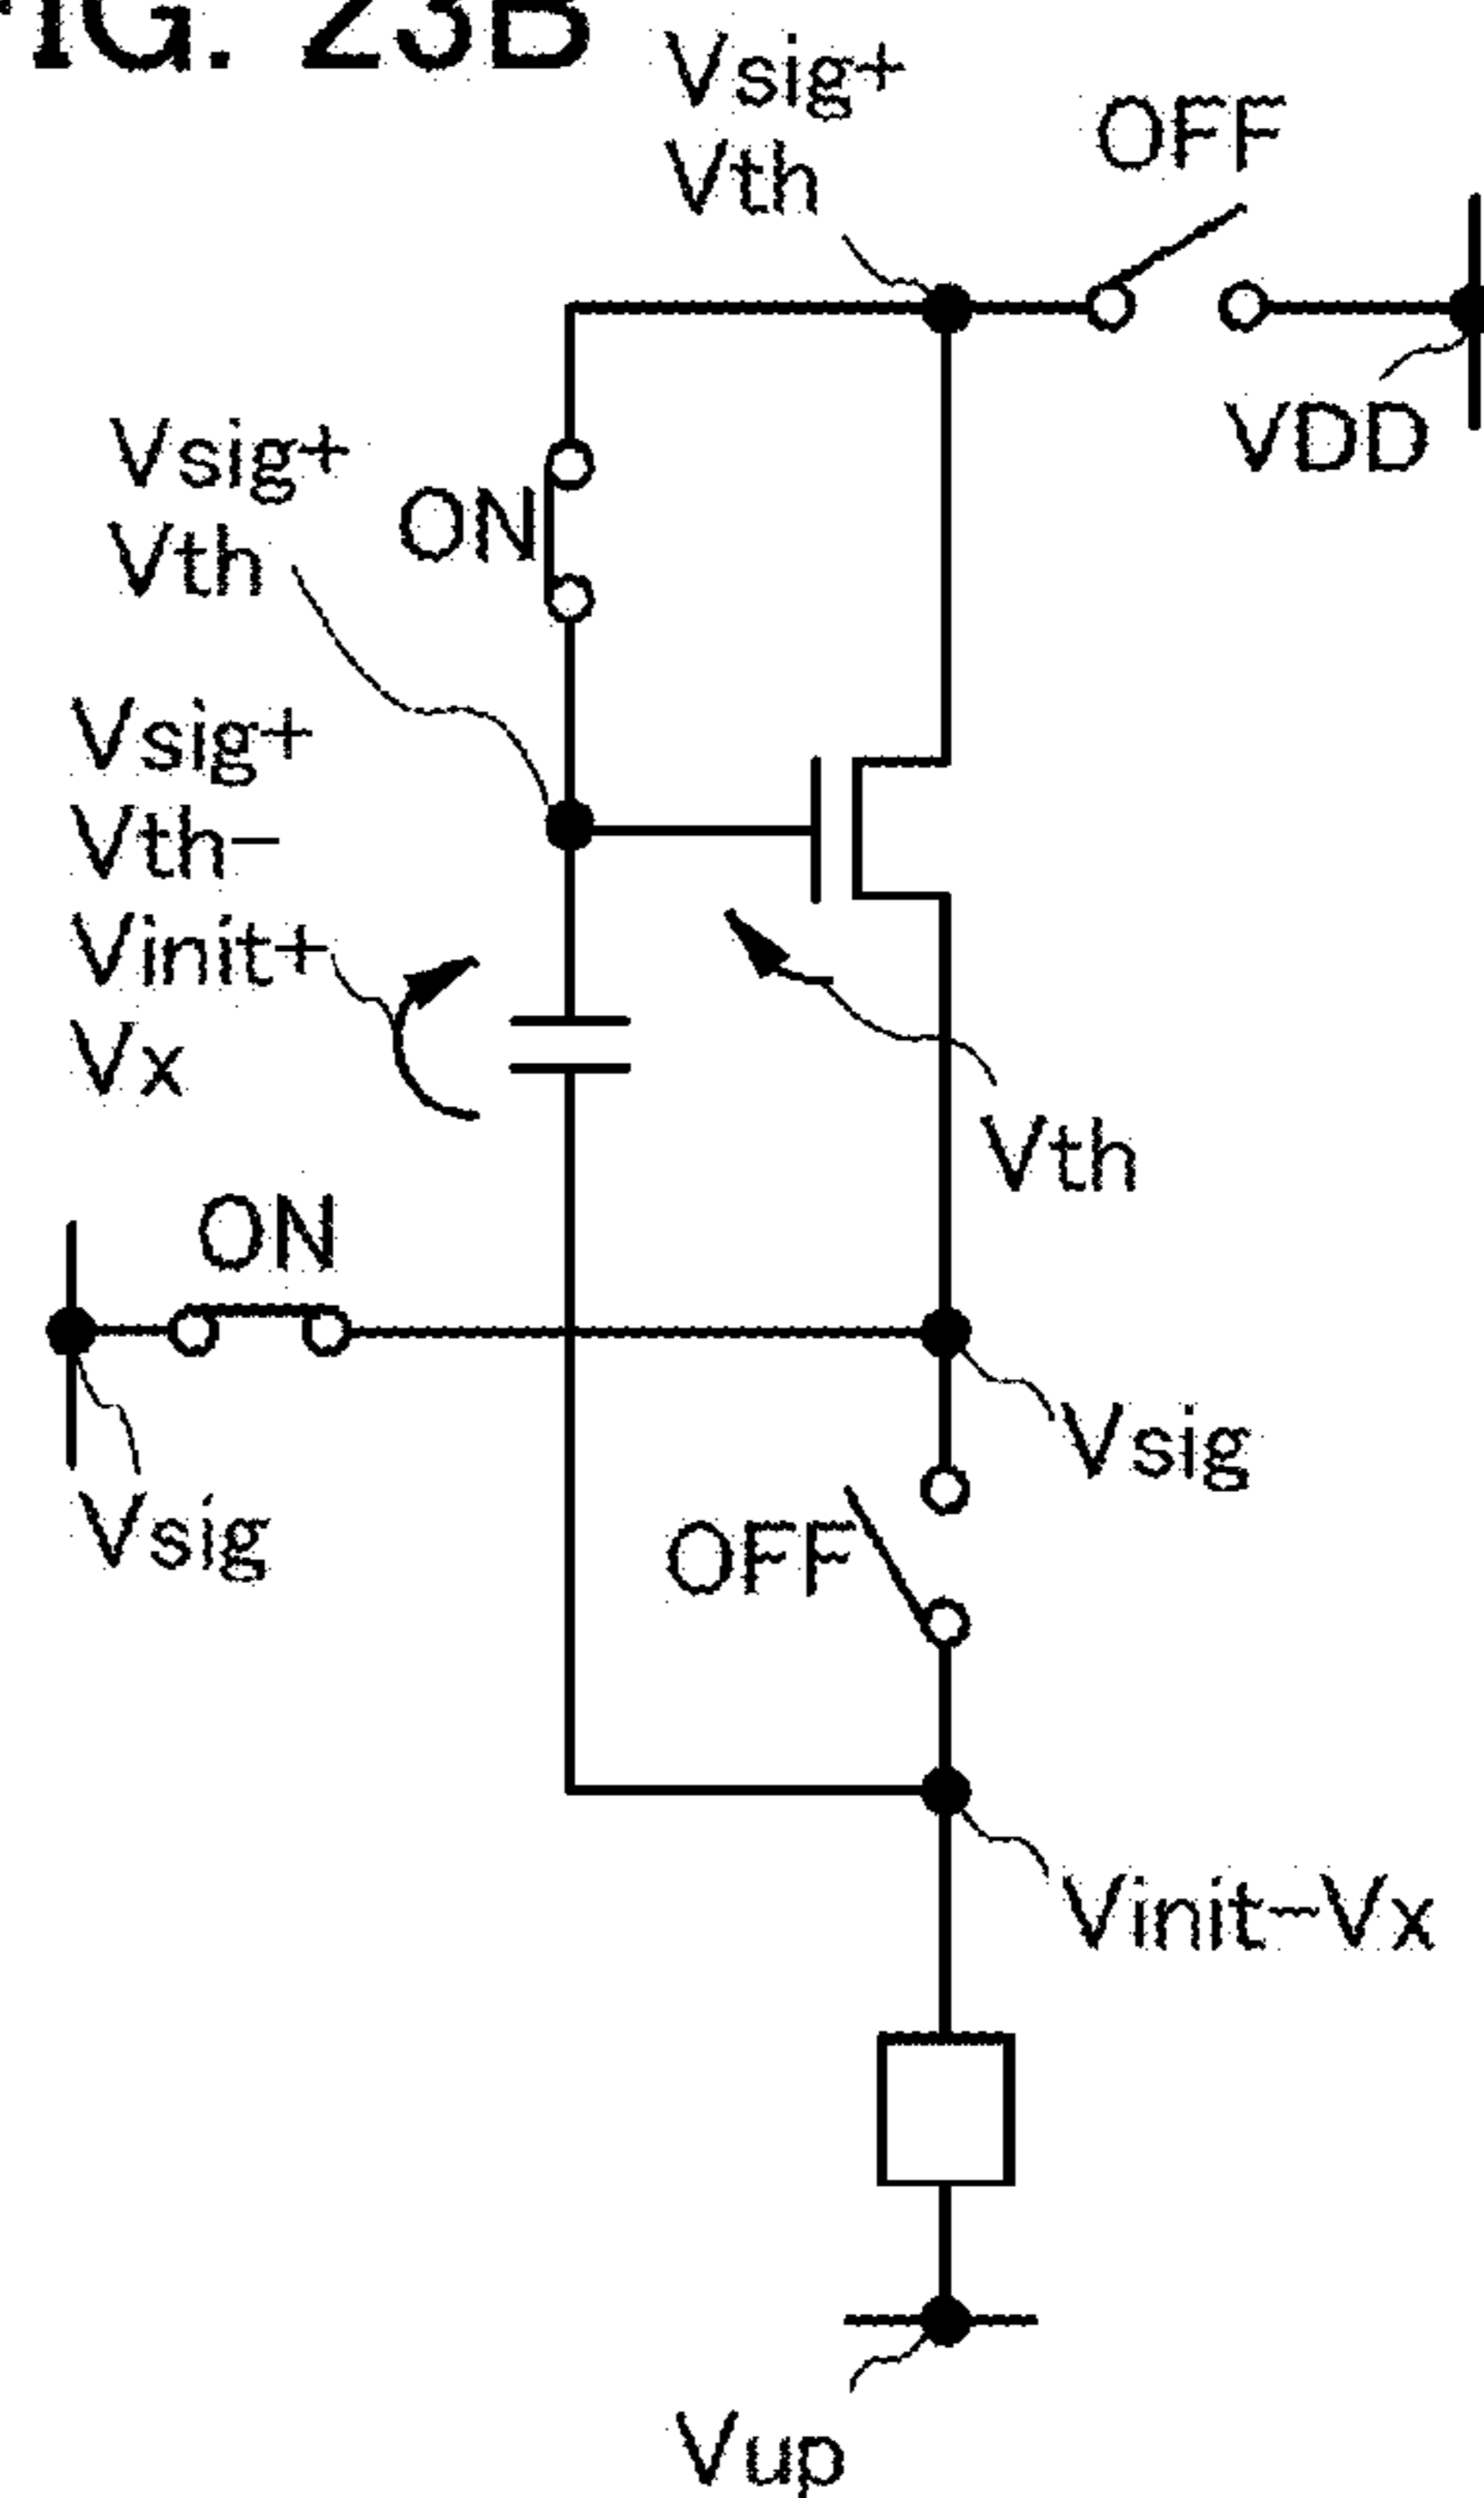 FIG. 23B
Vsig+
Vth
OFF
VDD
Vsig+
Vth
ON
Vsig+
Vth-
Vinit+
Vx
Vth
ON
Vsig
Vsig
OFF
Vinit-Vx
Vup